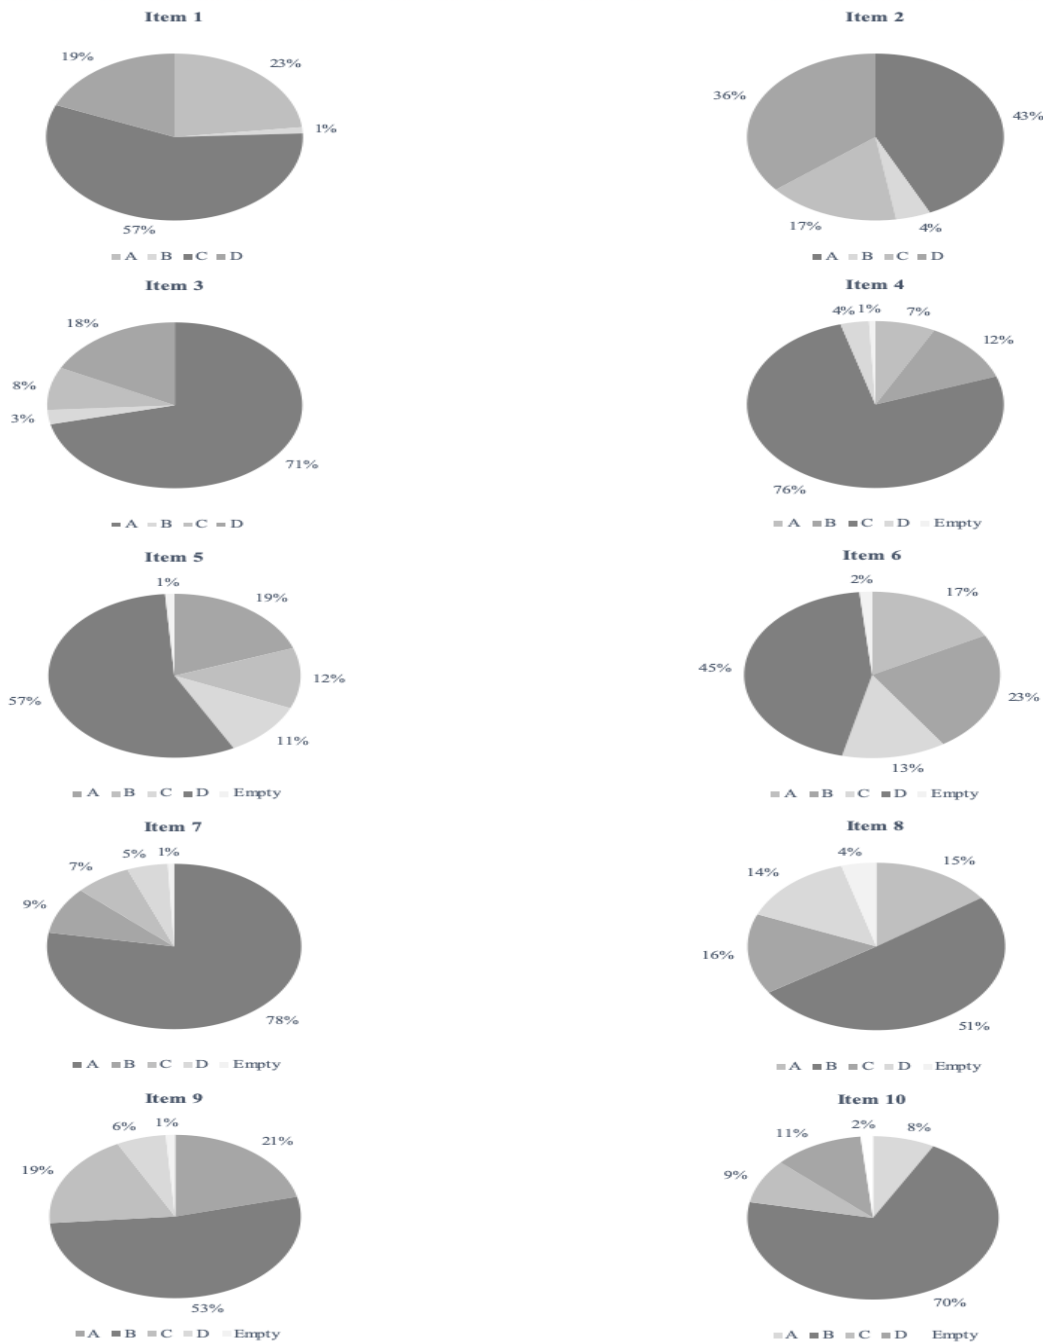 Item 1
19%
23%
1%
57%
A B C D
Item 2
36%
43%
17%
4%
A B C D
Item 3
18%
8%
3%
71%
A B C D
Item 4
4% 1% 7%
12%
76%
A B C D Empty
Item 5
1%
19%
12%
57%
11%
A B C D Empty
Item 6
2%
17%
45%
23%
13%
A B C D Empty
Item 7
7% 5% 1%
9%
78%
A B C D Empty
Item 8
4%
15%
14%
16%
51%
A B C D Empty
Item 9
6% 1%
21%
19%
53%
A B C D Empty
Item 10
11% 2% 8%
9%
70%
A B C D Empty